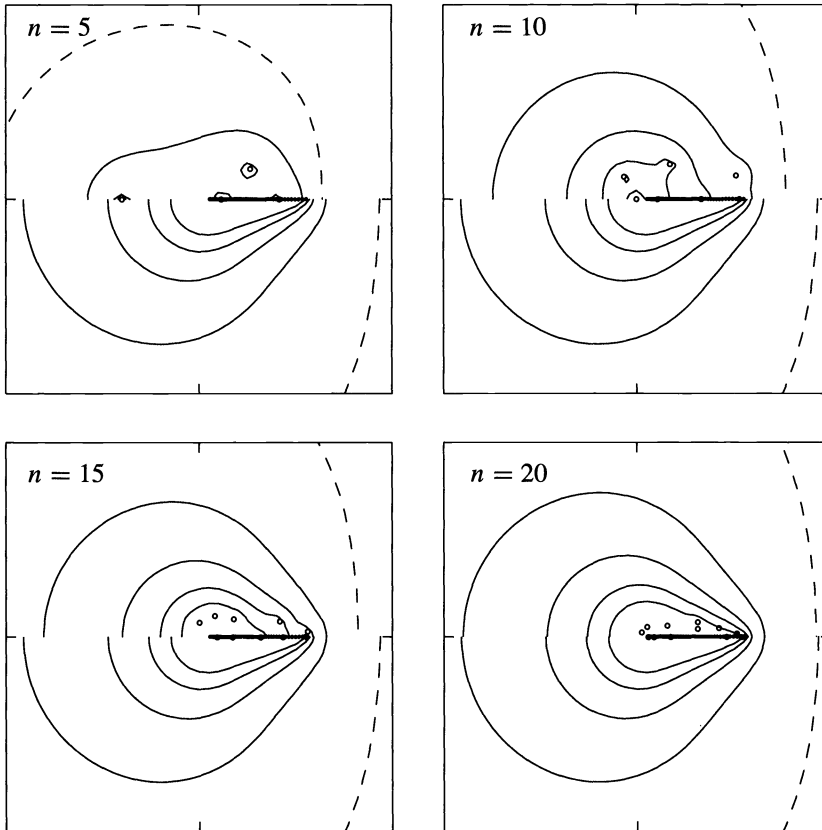 n = 5
n = 10
n = 15
n = 20